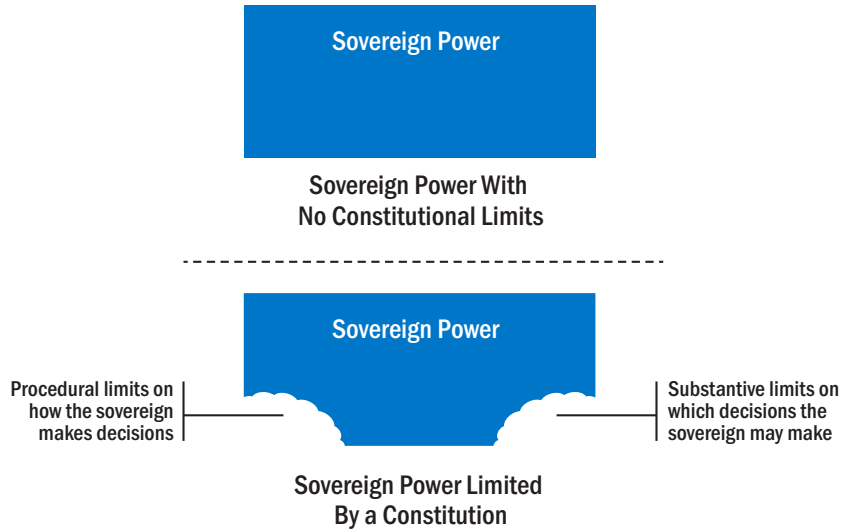 Sovereign Power
Sovereign Power With
No Constitutional Limits
Sovereign Power
Procedural limits on
how the sovereign
makes decisions
Substantive limits on
which decisions the
sovereign may make
Sovereign Power Limited
By a Constitution